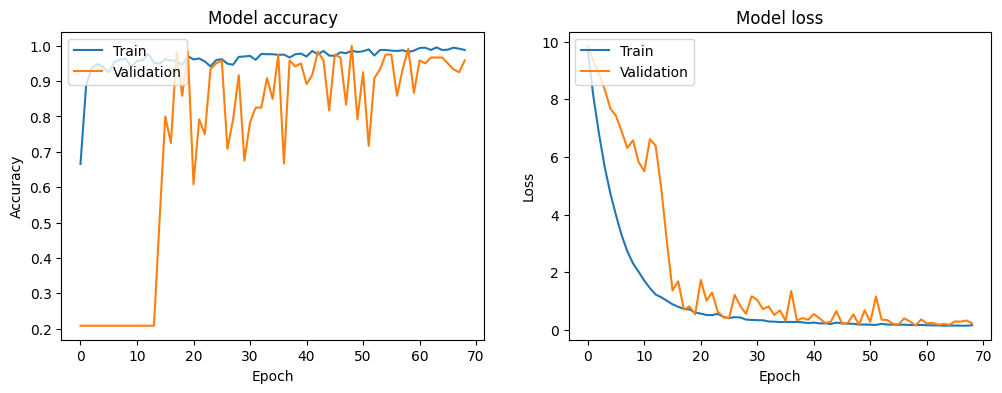 Model accuracy
Train
Validation
1.0
0.9
0.8
0.7
0.6
0.5
0.4
0.3
0.2
Accuracy
0 10 20 30 40 50 60 70
Epoch
Model loss
Train
Validation
10
8
6
4
2
0
Loss
0 10 20 30 40 50 60 70
Epoch